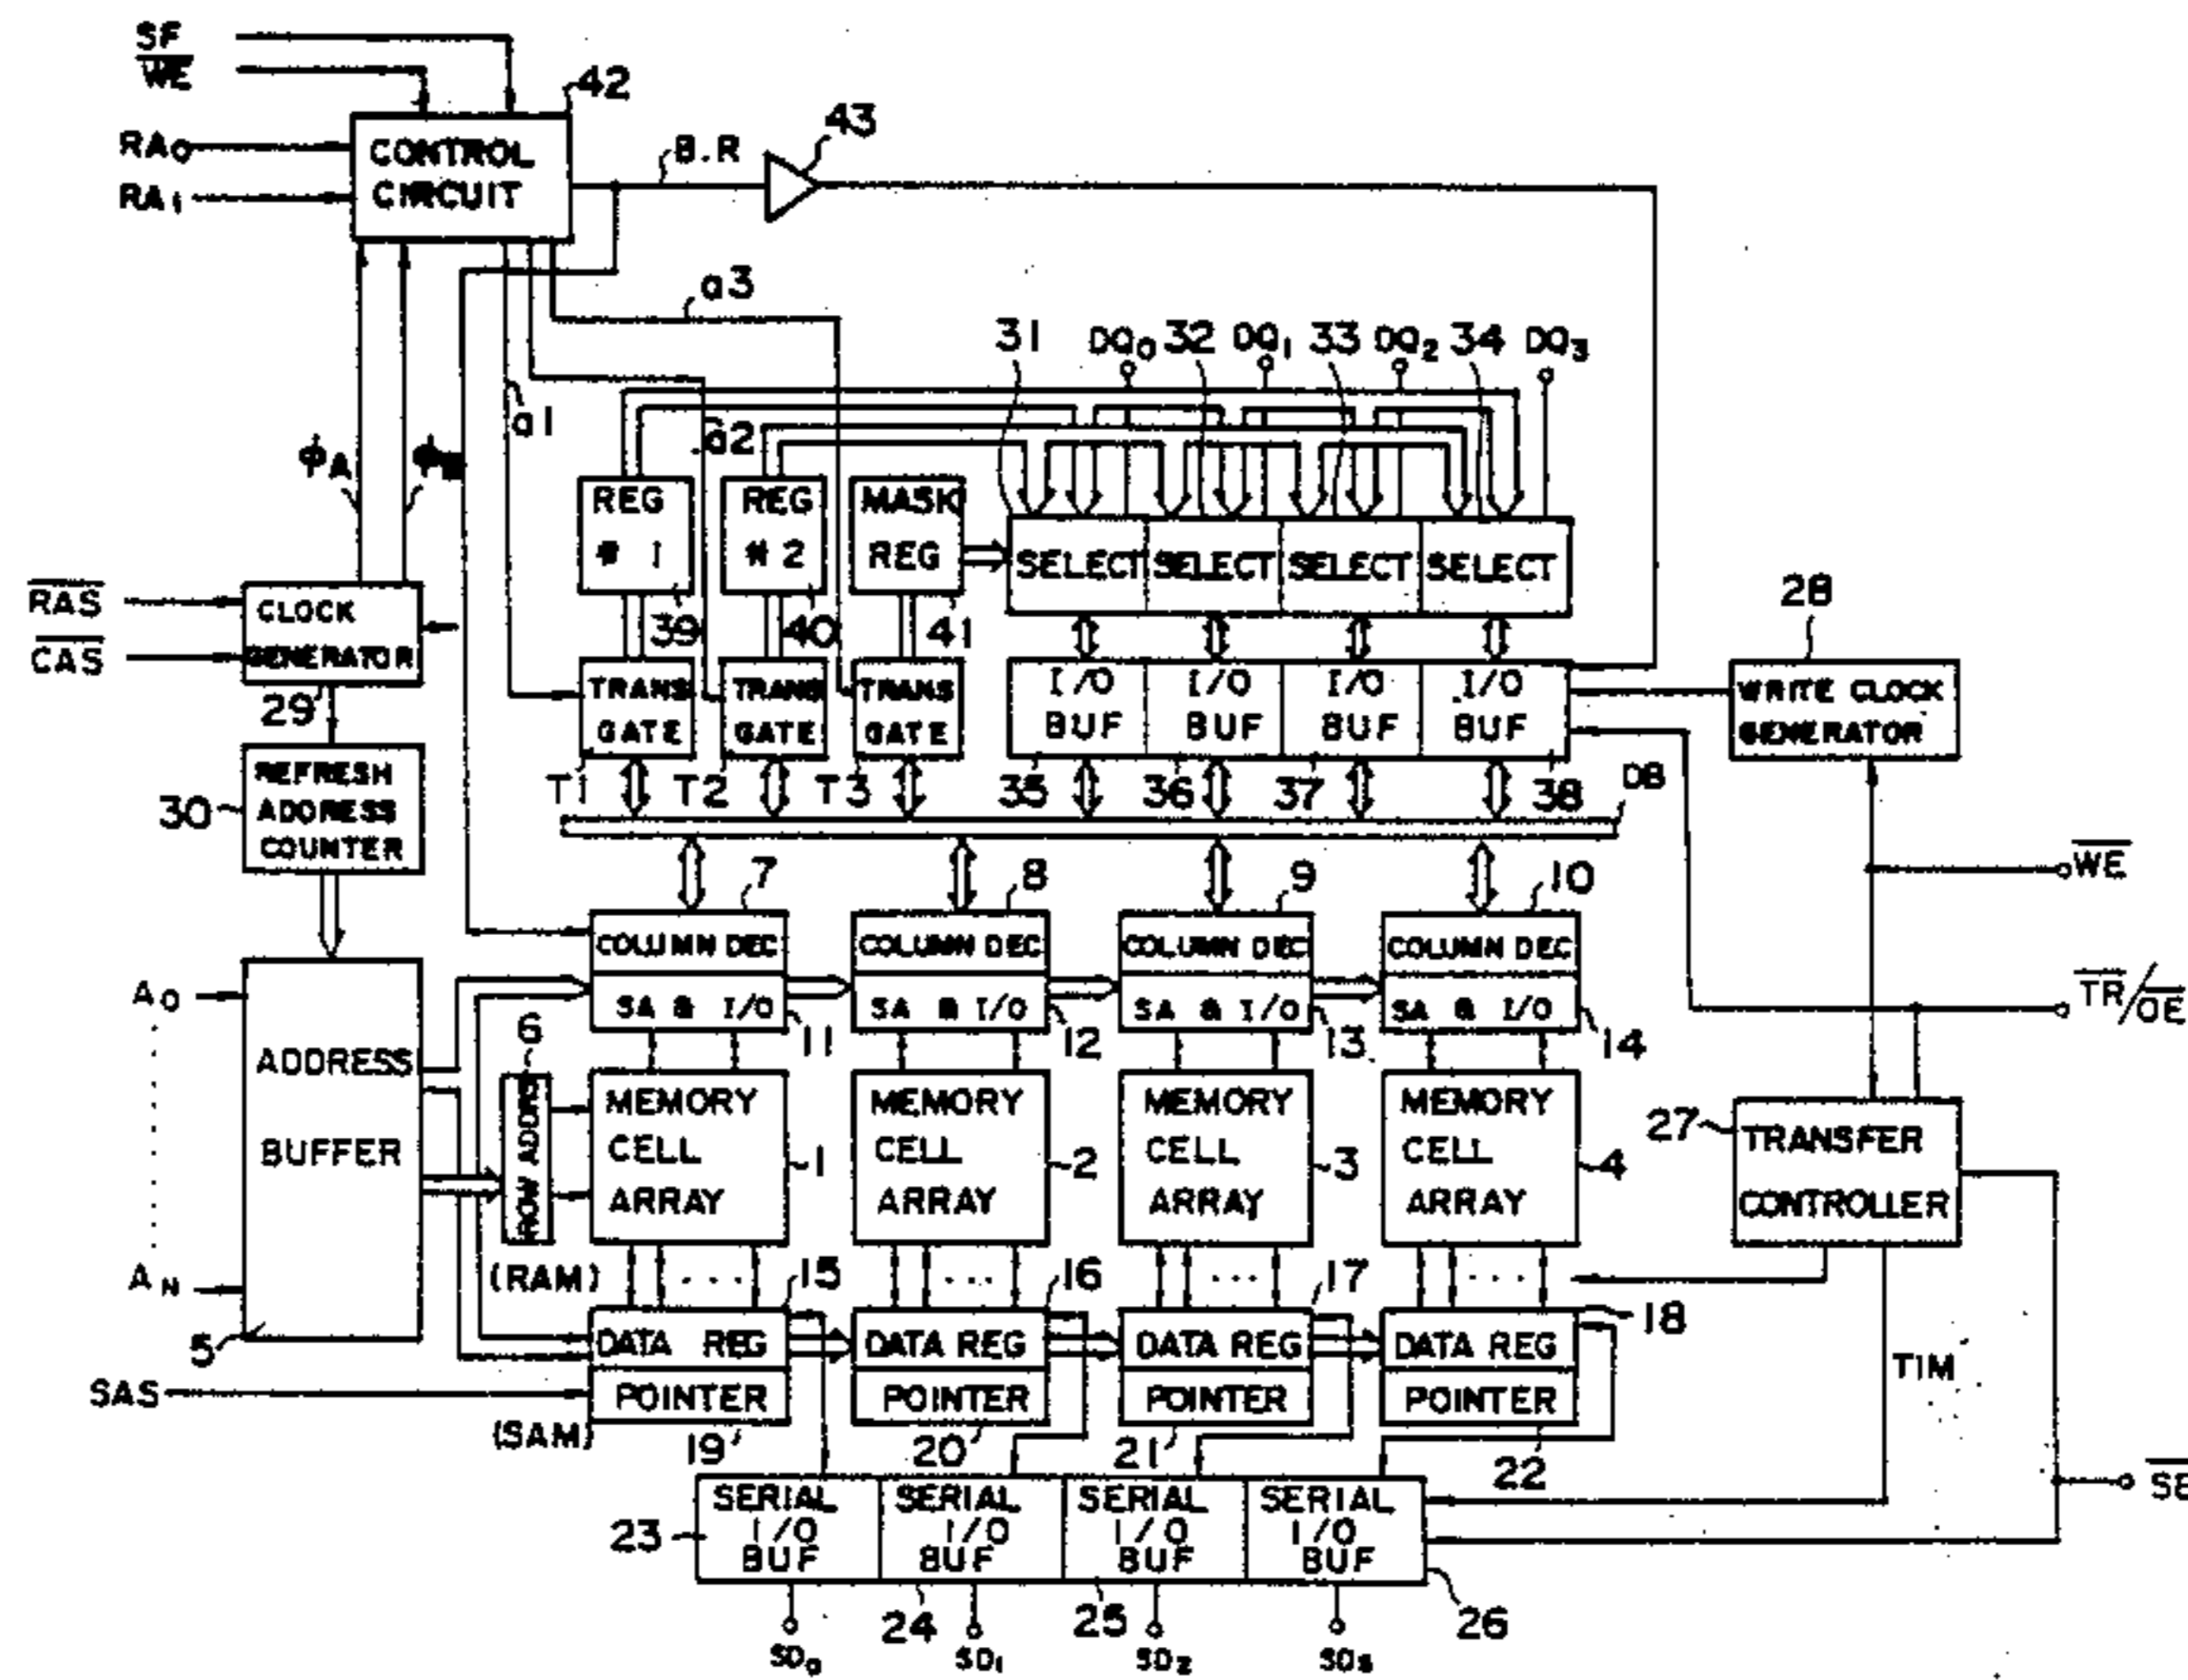 SF
WE
42
43
RA0
CONTROL
CIRCUIT
B.R
RA1
a3
31
DQ0
32
DQ1
33
DQ2
34
DQ3
a1
a2
ϕA
REG
# 1
REG
# 2
MASK
REG
SELECT
SELECT
SELECT
SELECT
28
RAS
CAS
CLOCK
GENERATOR
39
40
41
29
TRANS
GATE
TRANS
GATE
TRANS
GATE
I/O
BUF
I/O
BUF
I/O
BUF
I/O
BUF
WRITE CLOCK
GENERATOR
T1
T2
T3
35
36
37
38
DB
30
REFRESH
ADDRESS
COUNTER
7
8
9
10
WE
COLUMN DEC
COLUMN DEC
COLUMN DEC
COLUMN DEC
A0
SA & I/O
SA & I/O
SA & I/O
SA & I/O
TR/OE
6
11
12
13
14
ADDRESS
BUFFER
ROW ADDRS
MEMORY
CELL
ARRAY
1
MEMORY
CELL
ARRAY
2
MEMORY
CELL
ARRAY
3
MEMORY
CELL
ARRAY
4
27
TRANSFER
CONTROLLER
AN
(RAM)
15
16
17
18
5
DATA REG
DATA REG
DATA REG
DATA REG
TIM
SAS
POINTER
POINTER
POINTER
POINTER
(SAM)
19
20
21
22
23
SERIAL
I/O
BUF
SERIAL
I/O
BUF
SERIAL
I/O
BUF
SERIAL
I/O
BUF
SE
24
25
26
SD0
SD1
SD2